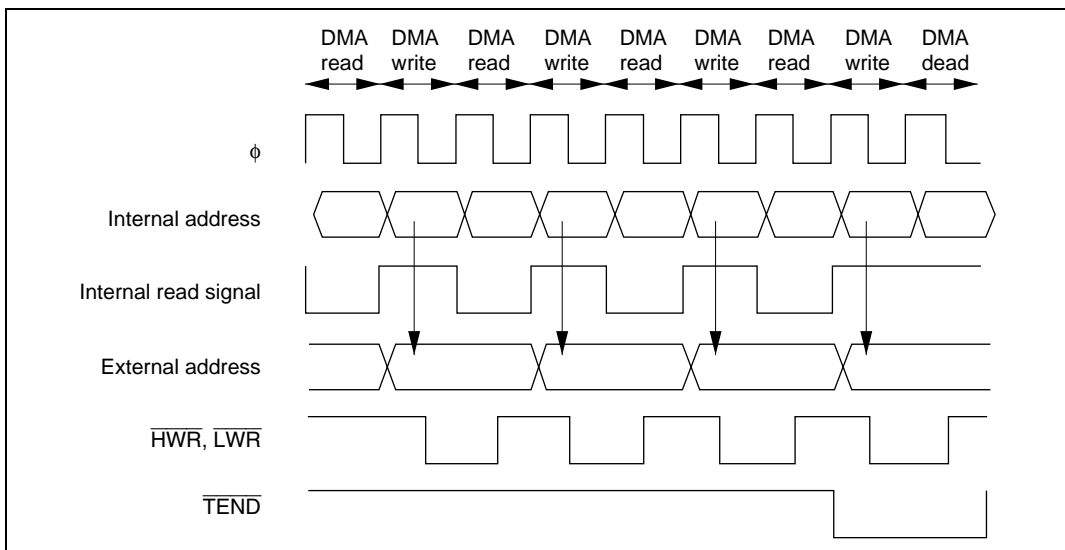 DMA DMA DMA DMA DMA DMA DMA DMA DMA
read write read write read write read write dead
ϕ
Internal address
Internal read signal
External address
HWR, LWR
TEND